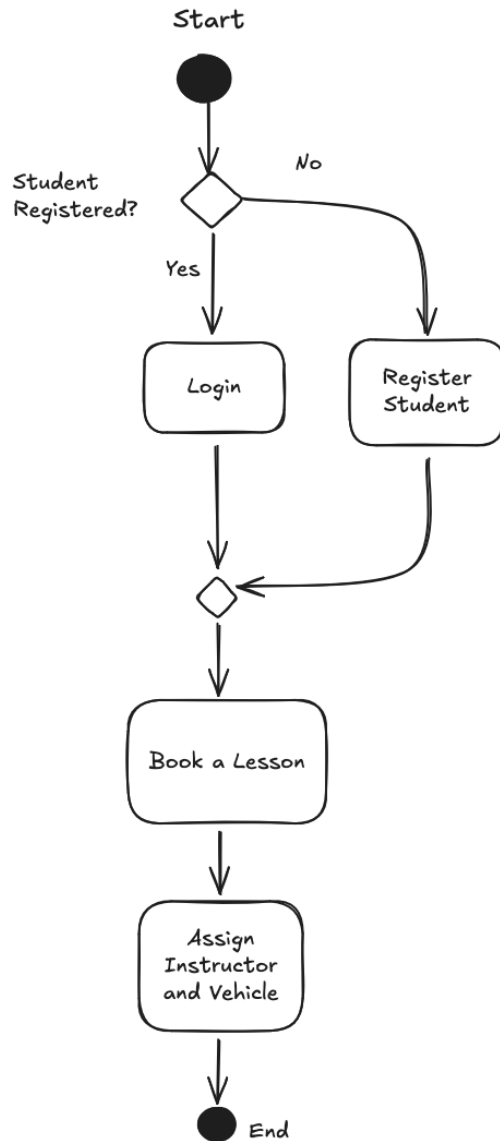 Start
No
Student
Registered?
Yes
Login
Register
Student
Book a Lesson
Assign
Instructor
and Vehicle
End